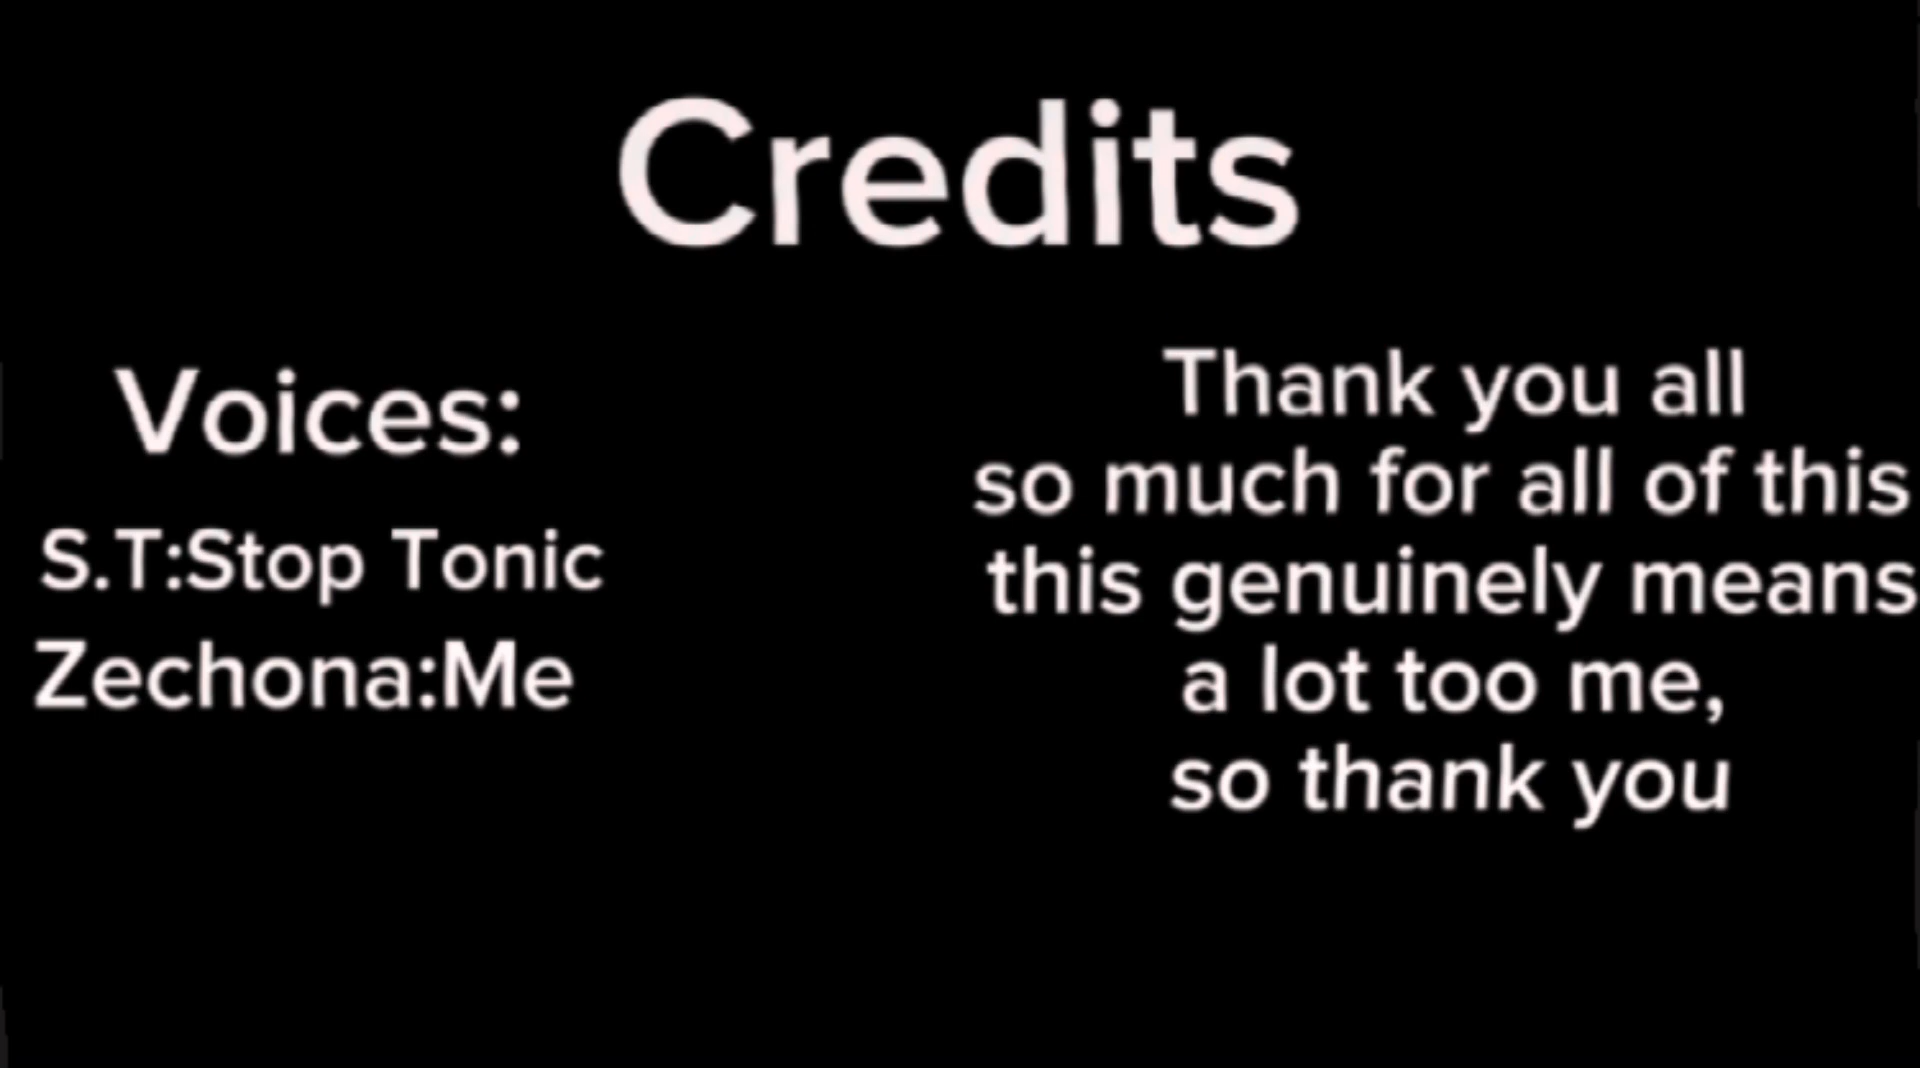 Credits
Voices:
S.T:Stop Tonic
Zechona:Me
Thank you all
so much for all of this
this genuinely means
a lot too me,
so thank you